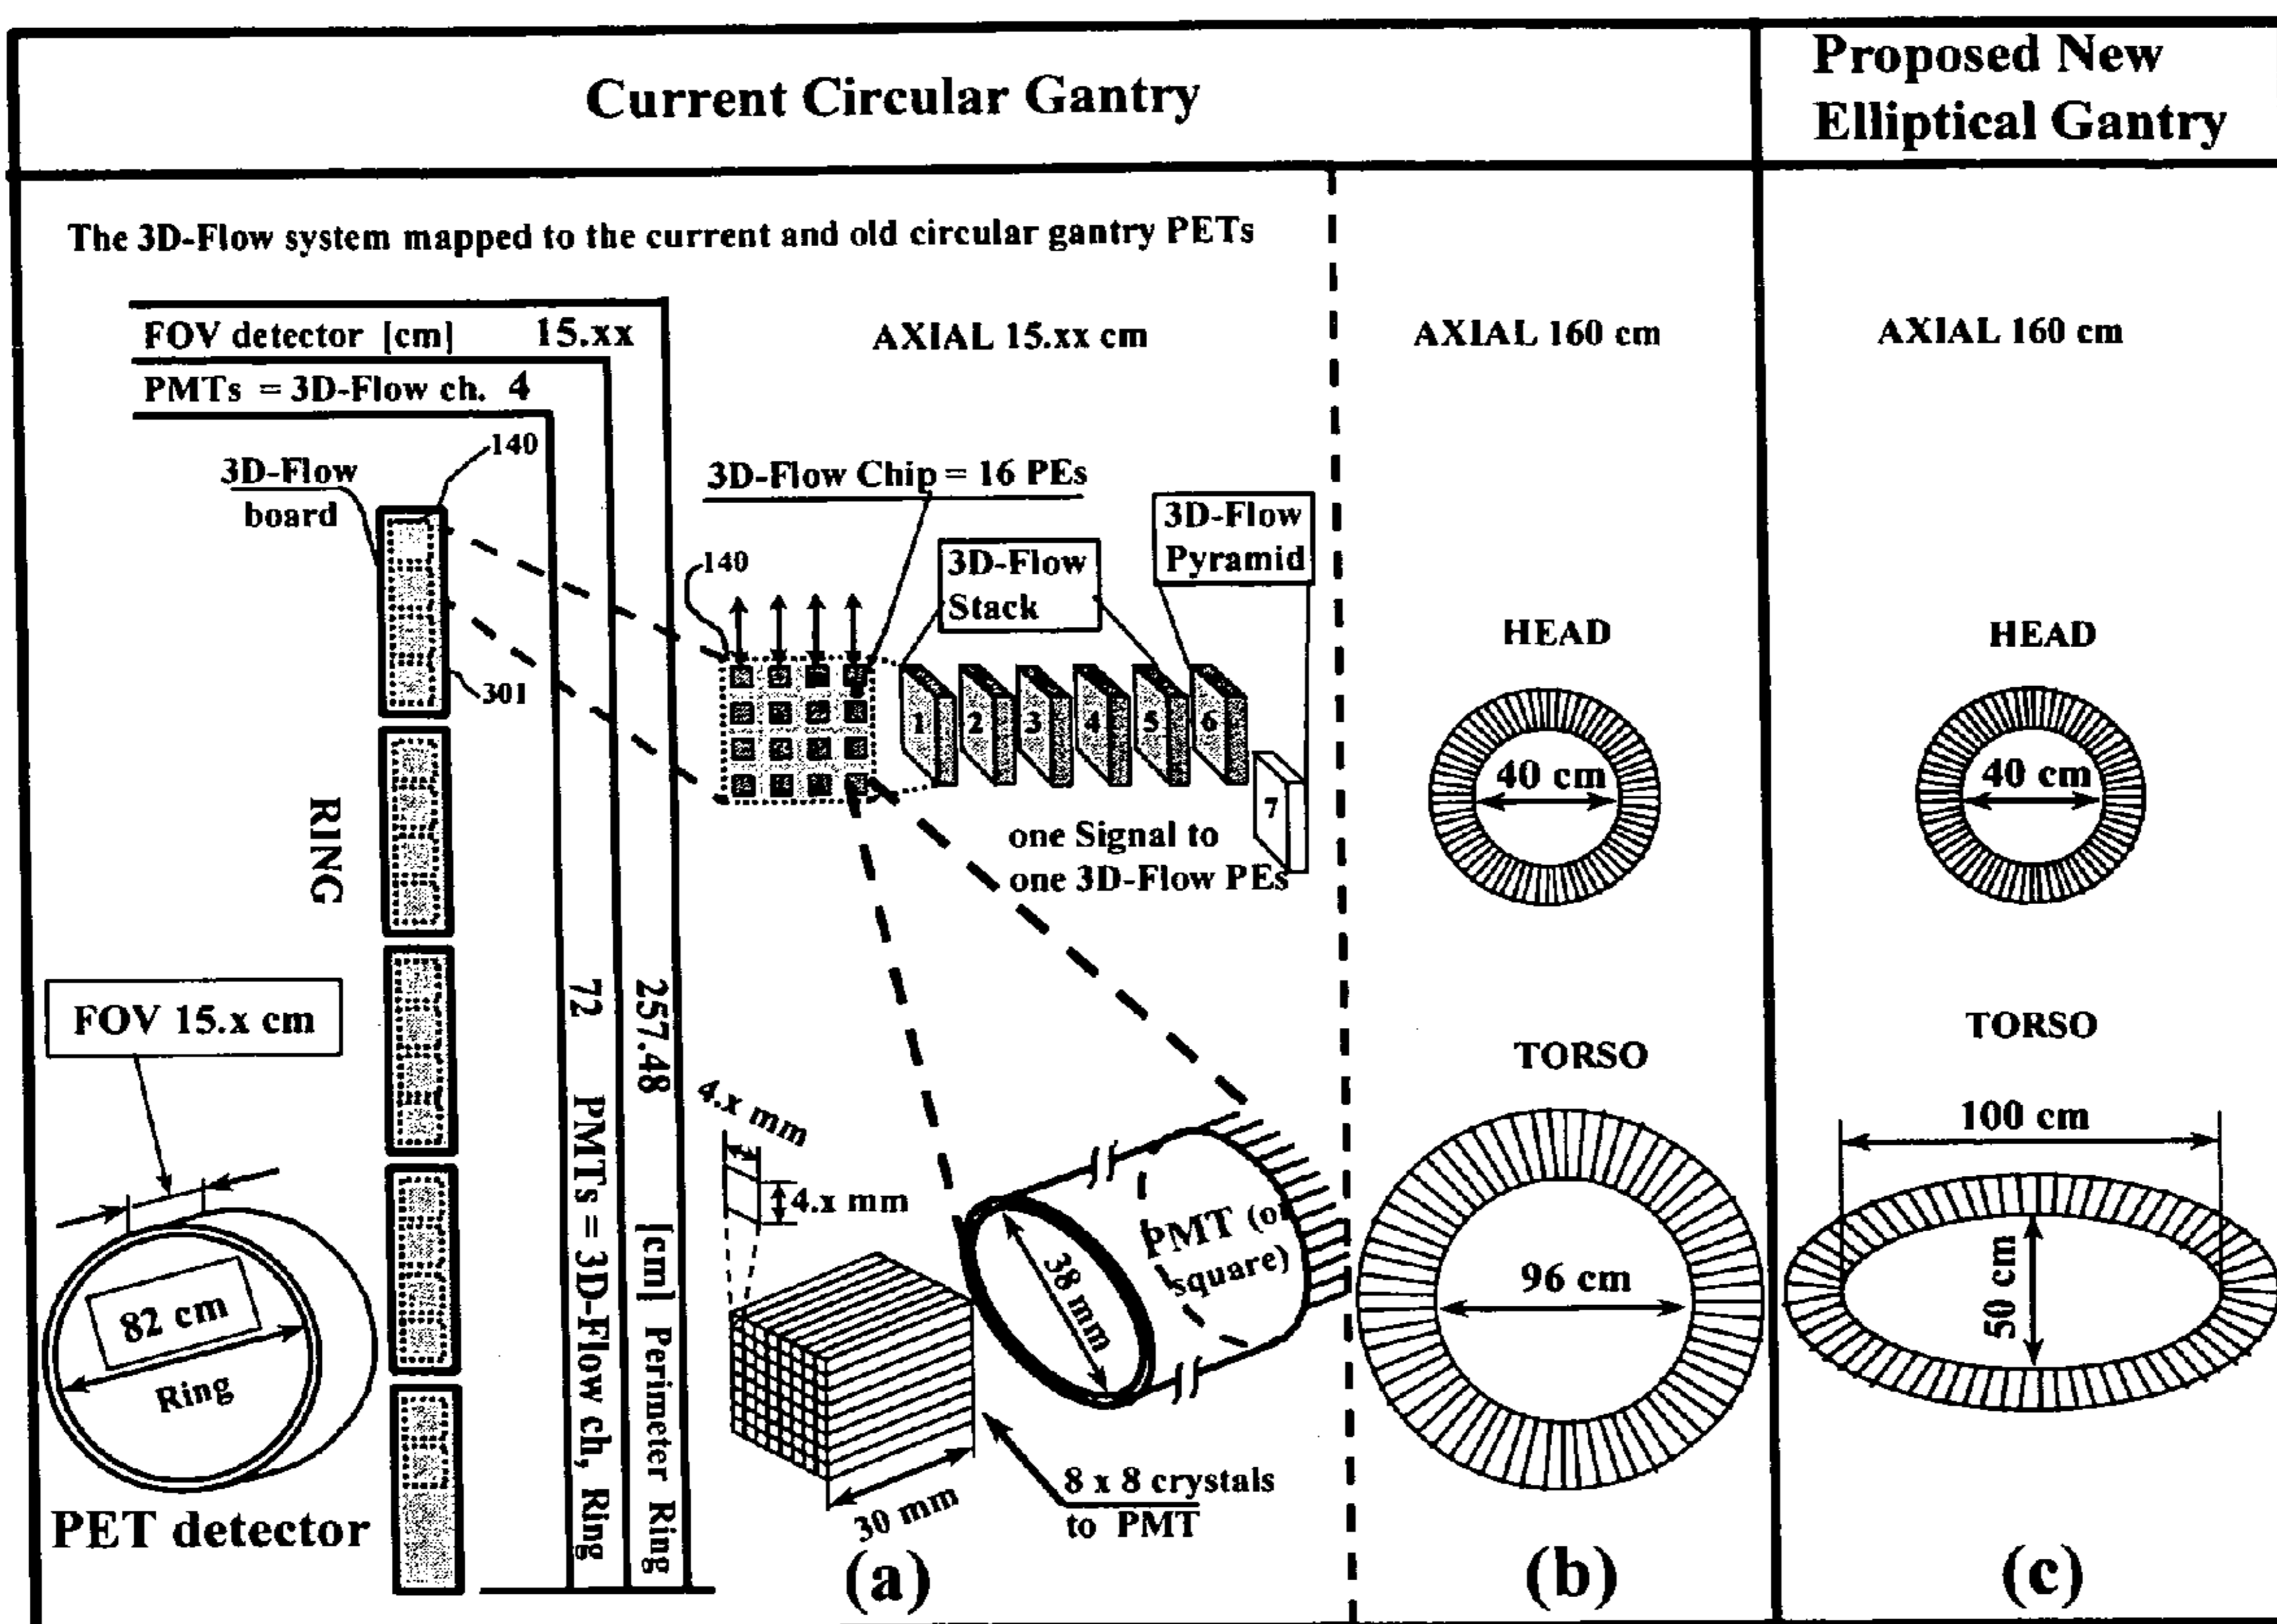 Current Circular Gantry
Proposed New
Elliptical Gantry
The 3D-Flow system mapped to the current and old circular gantry PETs
FOV detector [cm] 15.xx
PMTs = 3D-Flow ch. 4
140
3D-Flow
board
301
RING
FOV 15.x cm
82 cm
Ring
PET detector
72 PMTs = 3D-Flow ch, Ring
257.48 [cm] Perimeter Ring
AXIAL 15.xx cm
3D-Flow Chip = 16 PEs
140
3D-Flow
Stack
3D-Flow
Pyramid
1 2 3 4 5 6
7
one Signal to
one 3D-Flow PEs
4.x mm
4.x mm
30 mm
38 mm
PMT (or
square)
8 x 8 crystals
to PMT
(a)
AXIAL 160 cm
HEAD
40 cm
TORSO
96 cm
(b)
AXIAL 160 cm
HEAD
40 cm
TORSO
100 cm
50 cm
(c)